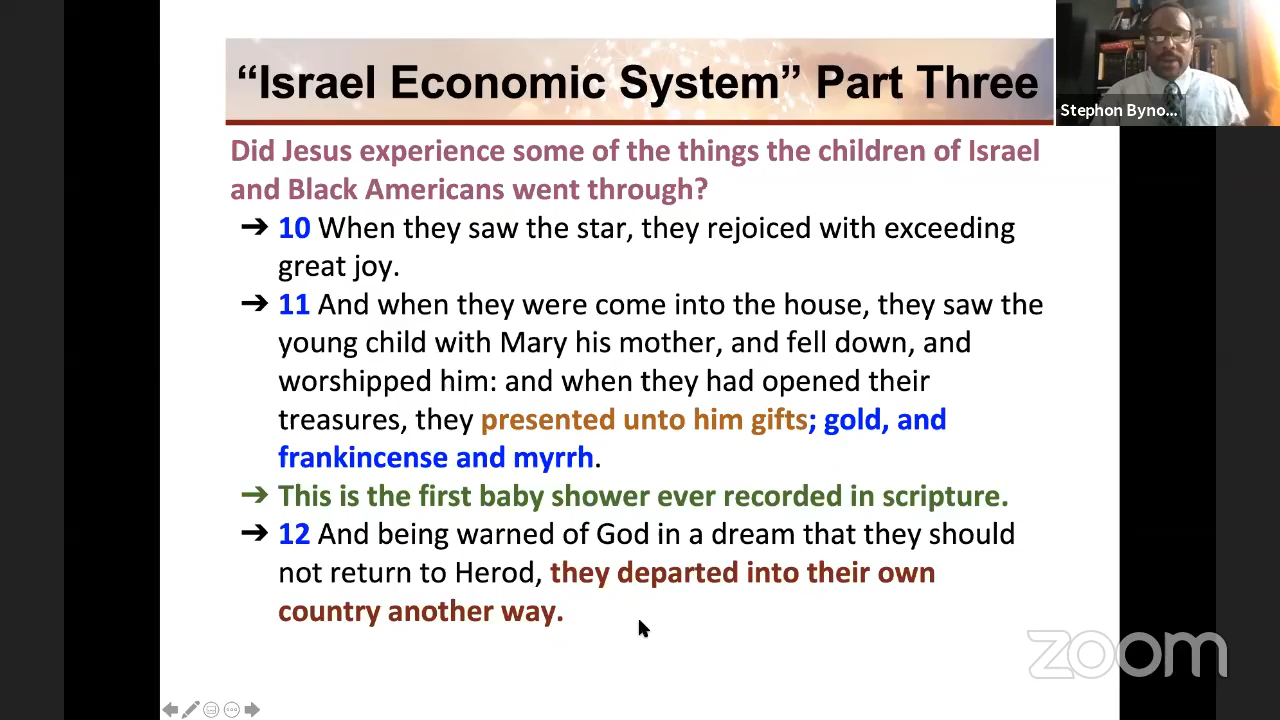 “Israel Economic System” Part Three
Stephon Byno...
Did Jesus experience some of the things the children of Israel
and Black Americans went through?
➔ 10 When they saw the star, they rejoiced with exceeding
great joy.
➔ 11 And when they were come into the house, they saw the
young child with Mary his mother, and fell down, and
worshipped him: and when they had opened their
treasures, they presented unto him gifts; gold, and
frankincense and myrrh.
➔ This is the first baby shower ever recorded in scripture.
➔ 12 And being warned of God in a dream that they should
not return to Herod, they departed into their own
country another way.
zoom